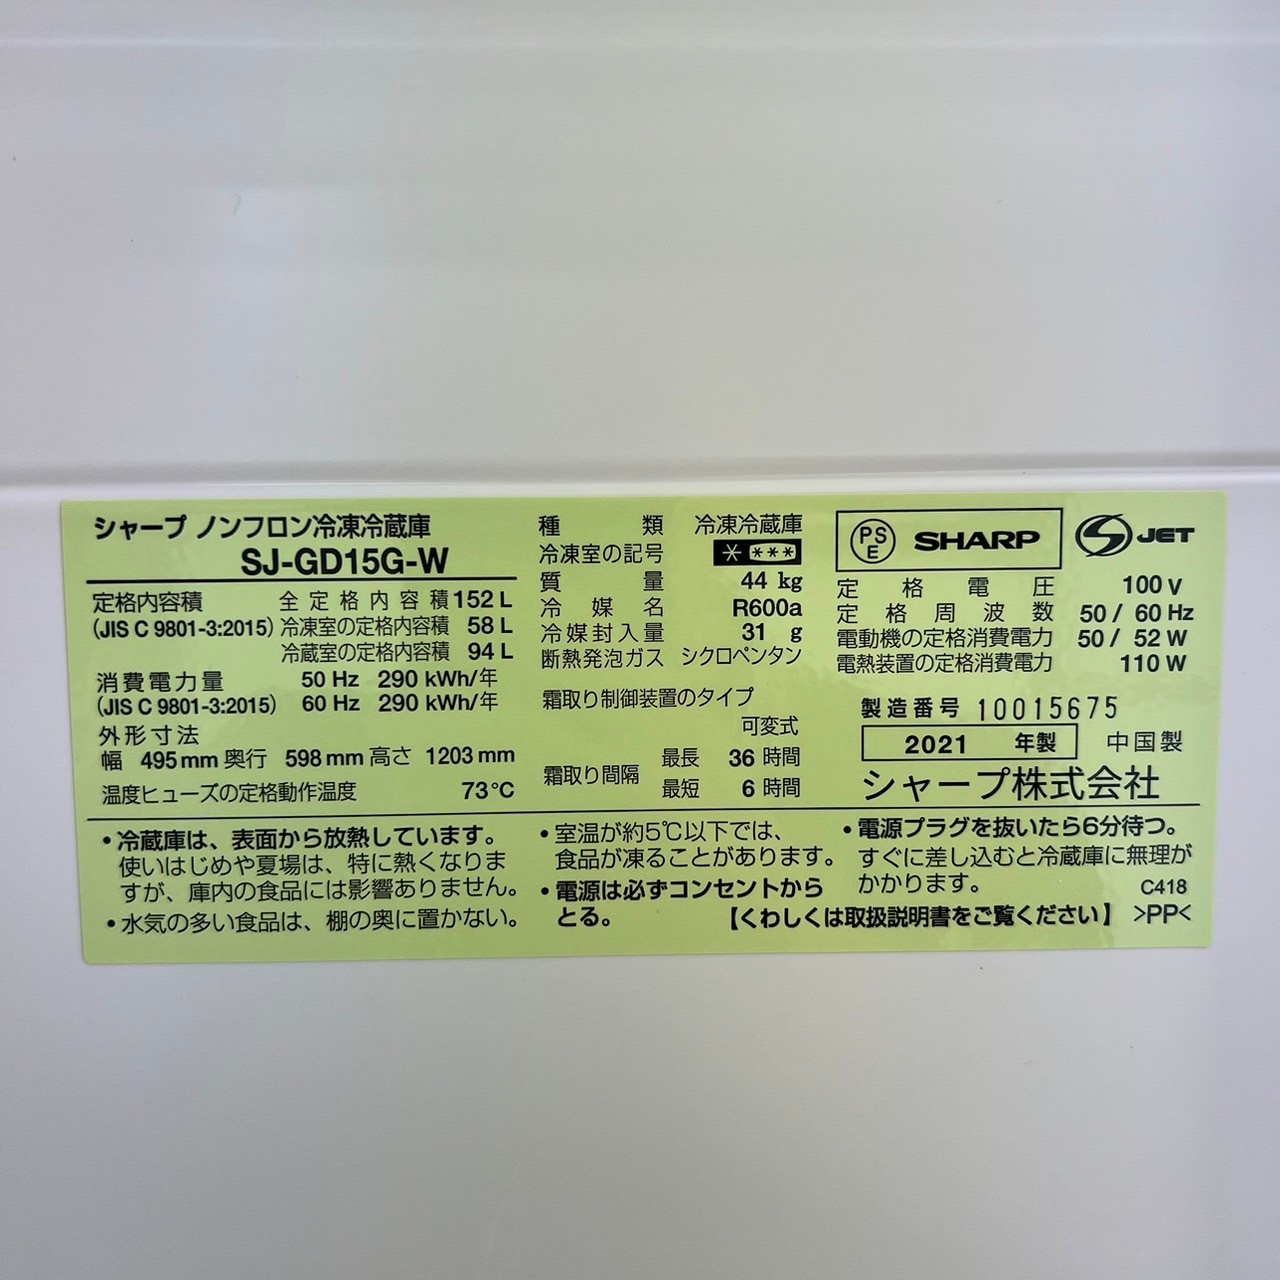 シャープ ノンフロン冷凍冷蔵庫
SJ-GD15G-W
定格内容積 全定格内容積 152 L
(JIS C 9801-3:2015) 冷凍室の定格内容積 58 L
冷蔵室の定格内容積 94 L
消費電力量 50 Hz 290 kWh/年
(JIS C 9801-3:2015) 60 Hz 290 kWh/年
外形寸法
幅 495 mm 奥行 598 mm 高さ 1203 mm
温度ヒューズの定格動作温度 73℃
種類 冷凍冷蔵庫
冷凍室の記号 * ***
質量 44 kg
冷媒名 R600a
冷媒封入量 31 g
断熱発泡ガス シクロペンタン
霜取り制御装置のタイプ
可変式
霜取り間隔 最長 36 時間
最短 6 時間
PSE SHARP S JET
定格電圧 100 V
定格周波数 50 / 60 Hz
電動機の定格消費電力 50 / 52 W
電熱装置の定格消費電力 110 W
製造番号 10015675
2021 年製 中国製
シャープ株式会社
・冷蔵庫は、表面から放熱しています。
使いはじめや夏場は、特に熱くなりま
すが、庫内の食品には影響ありません。
・水気の多い食品は、棚の奥に置かない。
・室温が約5℃以下では、
食品が凍ることがあります。
・電源は必ずコンセントから
とる。
・電源プラグを抜いたら6分待つ。
すぐに差し込むと冷蔵庫に無理が
かかります。 C418
【くわしくは取扱説明書をご覧ください】 >PP<